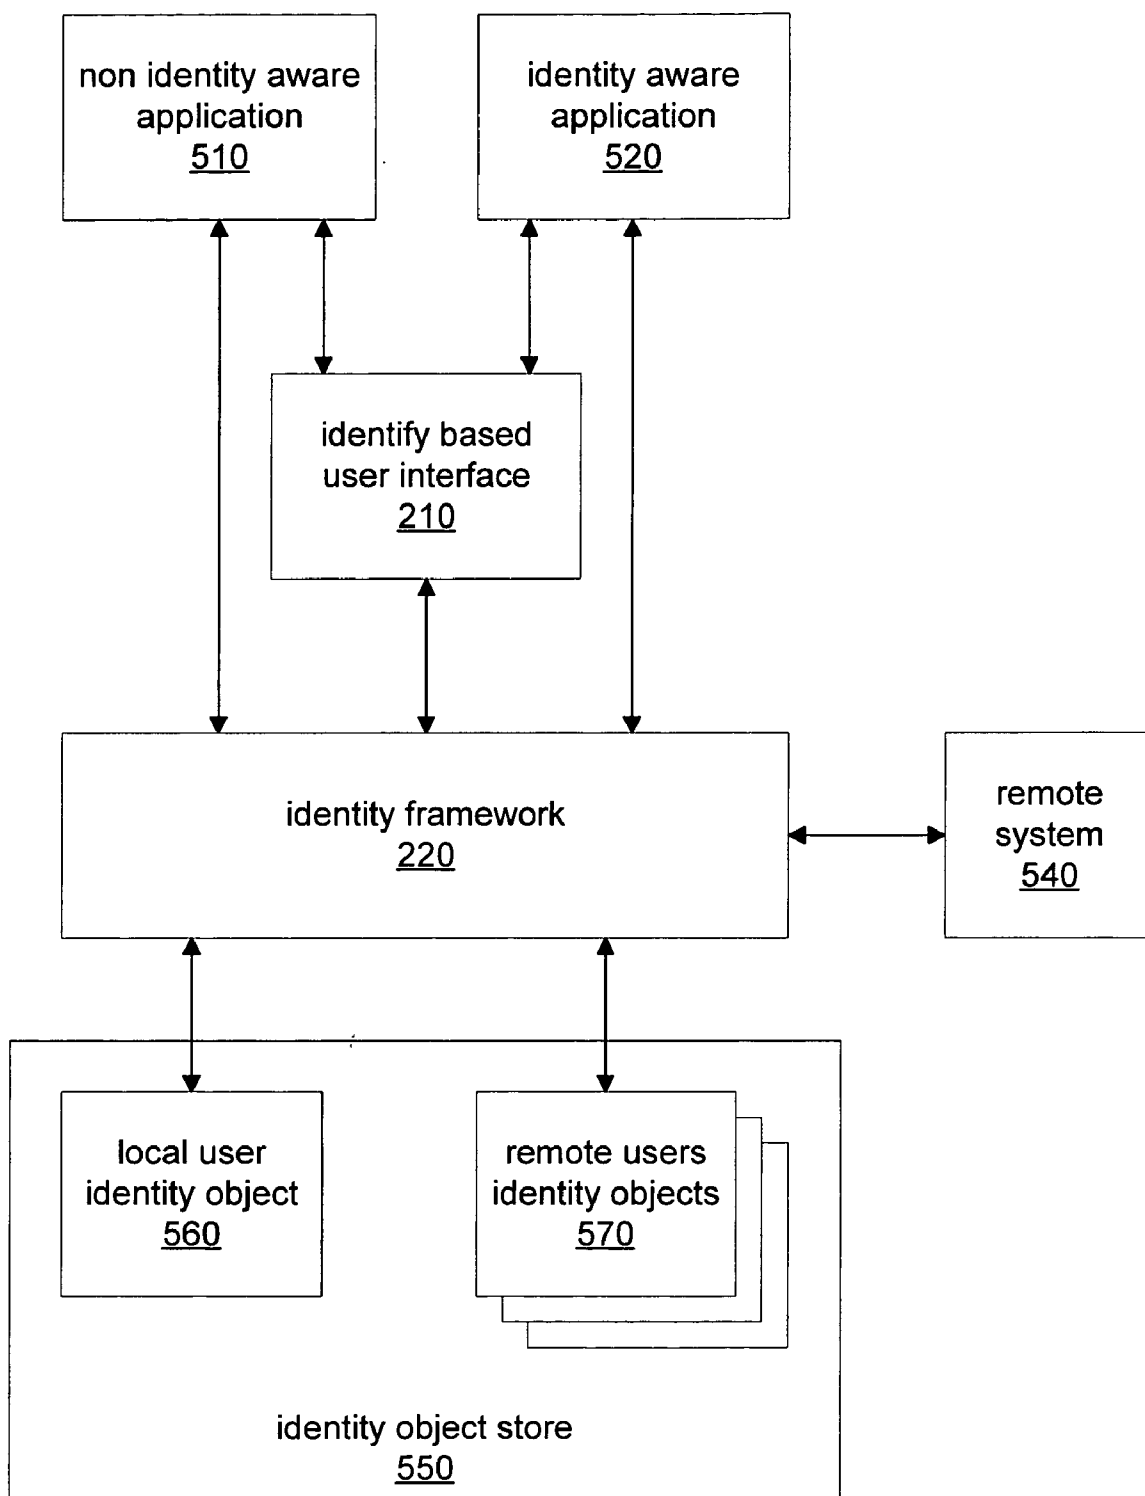 non identity aware
application
510
identity aware
application
520
identify based
user interface
210
identity framework
220
remote
system
540
local user
identity object
560
remote users
identity objects
570
identity object store
550